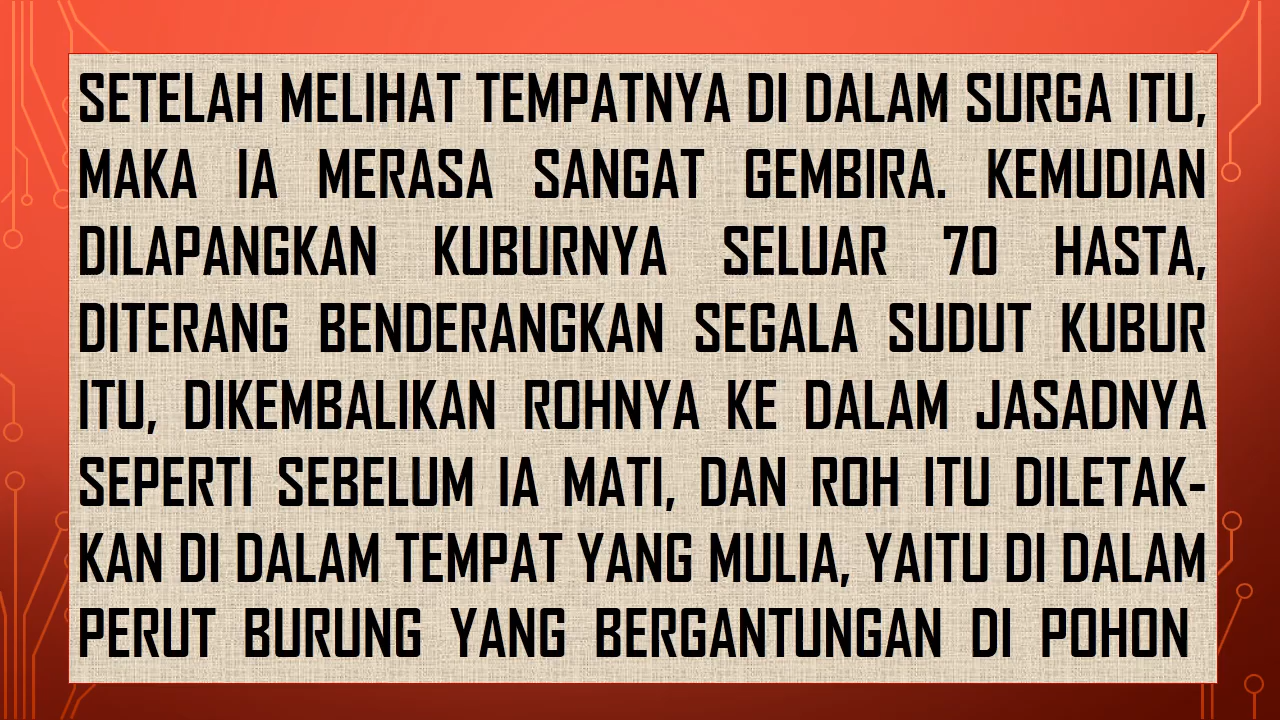 SETELAH MELIHAT TEMPATNYA DI DALAM SURGA ITU,
MAKA IA MERASA SANGAT GEMBIRA. KEMUDIAN
DILAPANGKAN KUBURNYA SELUAR 70 HASTA,
DITERANG BENDERANGKAN SEGALA SUDUT KUBUR
ITU, DIKEMBALIKAN ROHNYA KE DALAM JASADNYA
SEPERTI SEBELUM IA MATI, DAN ROH ITU DILETAK-
KAN DI DALAM TEMPAT YANG MULIA, YAITU DI DALAM
PERUT BURUNG YANG BERGANTUNGAN DI POHON